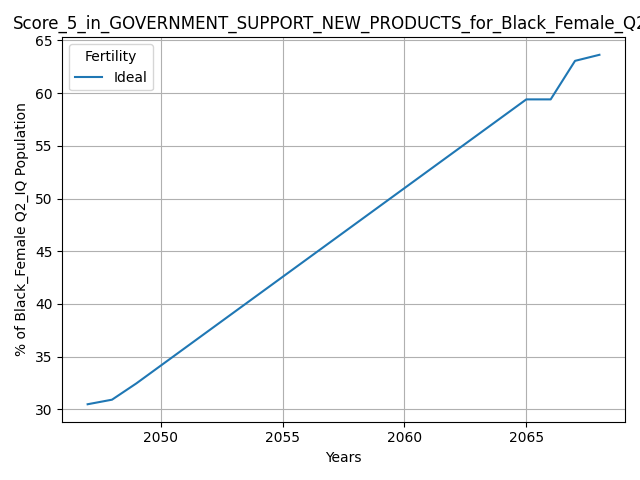 Score_5_in_GOVERNMENT_SUPPORT_NEW_PRODUCTS_for_Black_Female_Q2
Fertility
Ideal
% of Black_Female Q2_IQ Population
65
60
55
50
45
40
35
30
2050 2055 2060 2065
Years